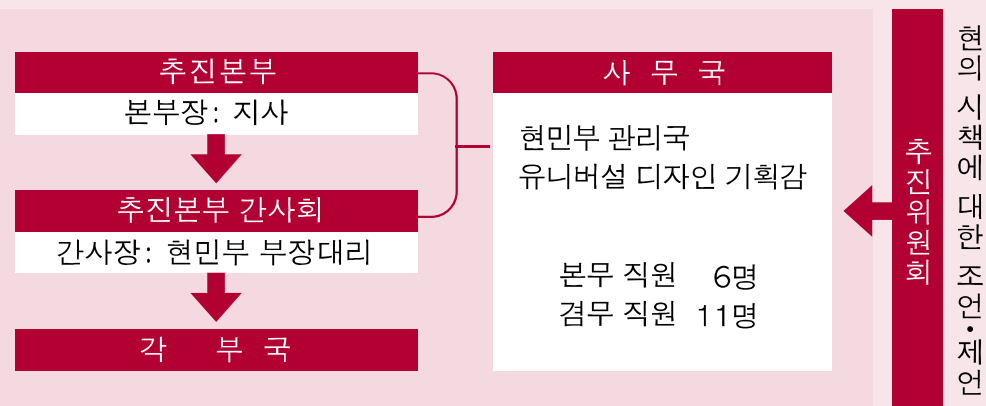 추진본부
본부장: 지사
추진본부 간사회
간사장: 현민부 부장대리
각 부 국
사 무 국
현민부 관리국
유니버설 디자인 기획감
본무 직원 6명
겸무 직원 11명
추진위원회
현의 시책에 대한 조언·제언